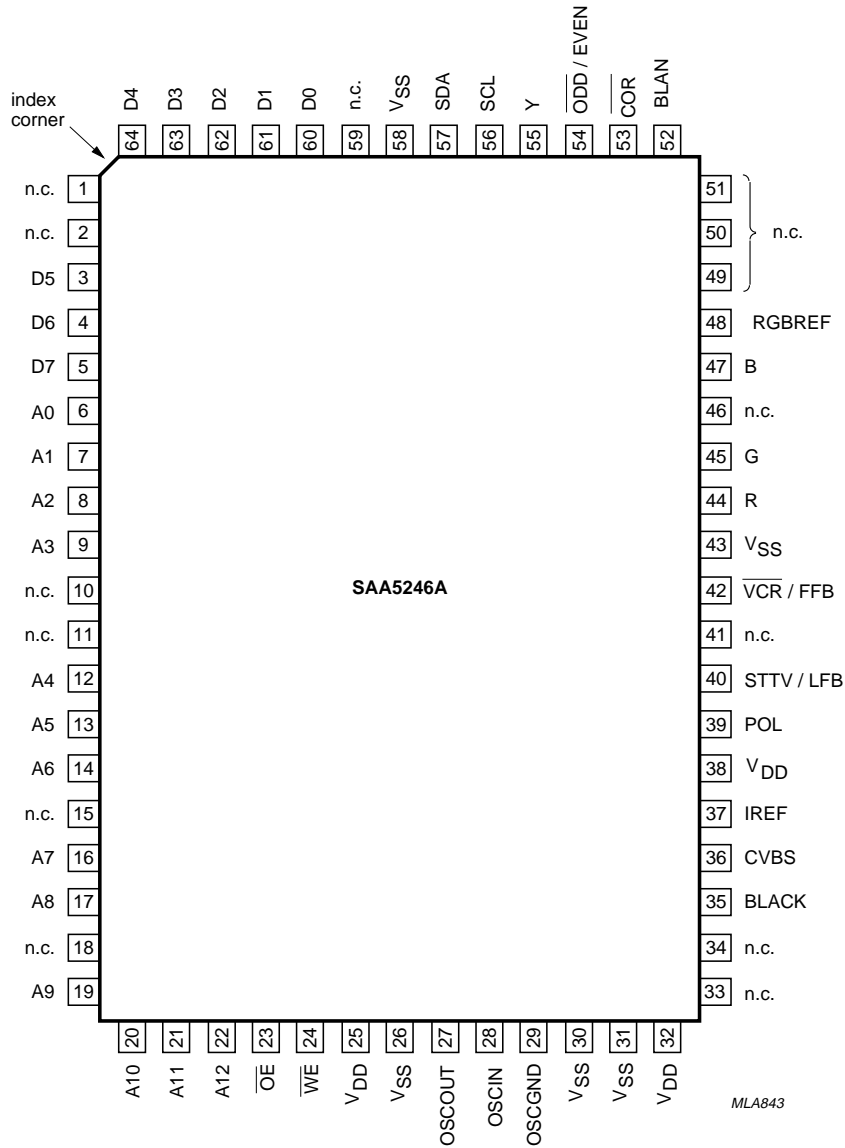 index
corner
D4
D3
D2
D1
D0
n.c.
VSS
SDA
SCL
Y
ODD / EVEN
COR
BLAN
64
63
62
61
60
59
58
57
56
55
54
53
52
n.c. 1
n.c. 2
D5 3
D6 4
D7 5
A0 6
A1 7
A2 8
A3 9
n.c. 10
n.c. 11
A4 12
A5 13
A6 14
n.c. 15
A7 16
A8 17
n.c. 18
A9 19
SAA5246A
51
50 n.c.
49
48 RGBREF
47 B
46 n.c.
45 G
44 R
43 VSS
42 VCR / FFB
41 n.c.
40 STTV / LFB
39 POL
38 VDD
37 IREF
36 CVBS
35 BLACK
34 n.c.
33 n.c.
20
21
22
23
24
25
26
27
28
29
30
31
32
A10
A11
A12
OE
WE
VDD
VSS
OSCOUT
OSCIN
OSCGND
VSS
VSS
VDD
MLA843